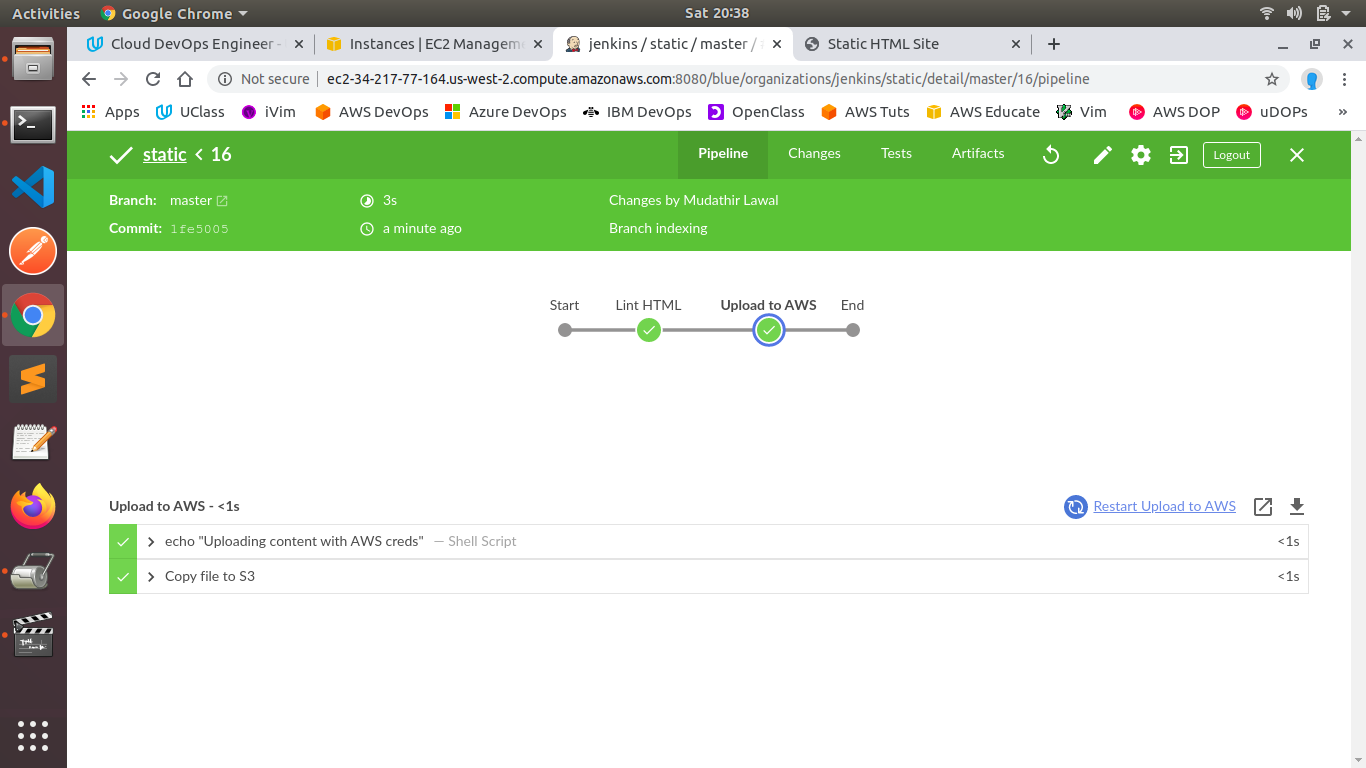 Activities Google Chrome Sat 20:38
Cloud DevOps Engineer - Instances | EC2 Managem jenkins / static / master / Static HTML Site
Not secure ec2-34-217-77-164.us-west-2.compute.amazonaws.com:8080/blue/organizations/jenkins/static/detail/master/16/pipeline
Apps UClass iVim AWS DevOps Azure DevOps IBM DevOps OpenClass AWS Tuts AWS Educate Vim AWS DOP uDOPs »
static < 16 Pipeline Changes Tests Artifacts Logout
Branch: master 3s Changes by Mudathir Lawal
Commit: 1fe5005 a minute ago Branch indexing
Start Lint HTML Upload to AWS End
Upload to AWS - <1s Restart Upload to AWS
echo "Uploading content with AWS creds" — Shell Script <1s
Copy file to S3 <1s